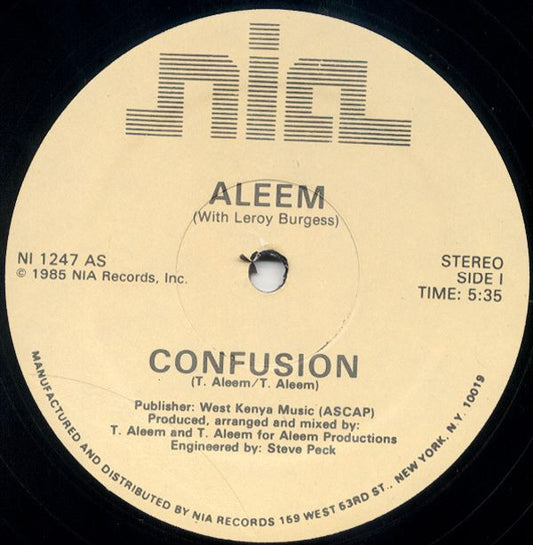 nia
ALEEM
(With Leroy Burgess)
NI 1247 AS
© 1985 NIA Records, Inc.
STEREO
SIDE I
TIME: 5:35
CONFUSION
(T. Aleem/T. Aleem)
Publisher: West Kenya Music (ASCAP)
Produced, arranged and mixed by:
T. Aleem and T. Aleem for Aleem Productions
Engineered by: Steve Peck
MANUFACTURED AND DISTRIBUTED BY NIA RECORDS 159 WEST 53RD ST., NEW YORK, N.Y. 10019